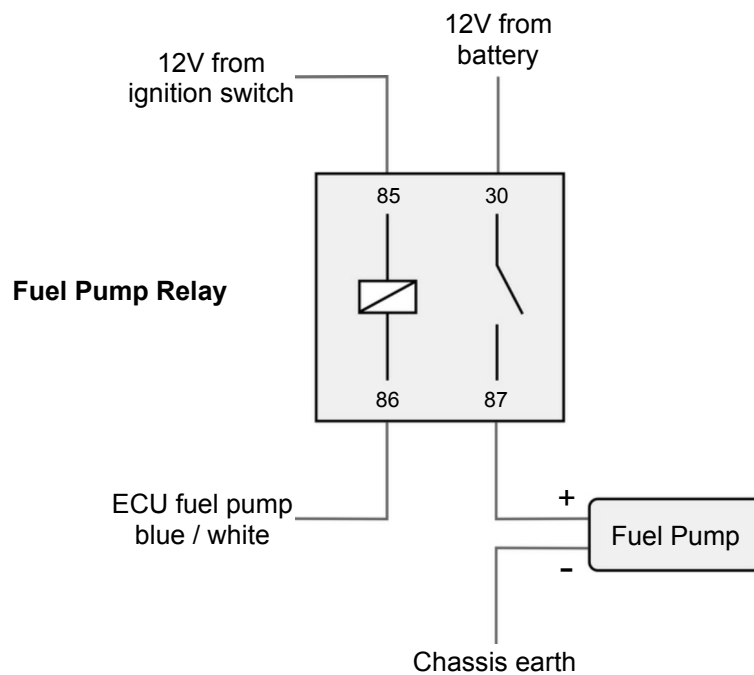 12V from
battery
12V from
ignition switch
85
30
Fuel Pump Relay
86
87
ECU fuel pump
blue / white
+
Fuel Pump
-
Chassis earth